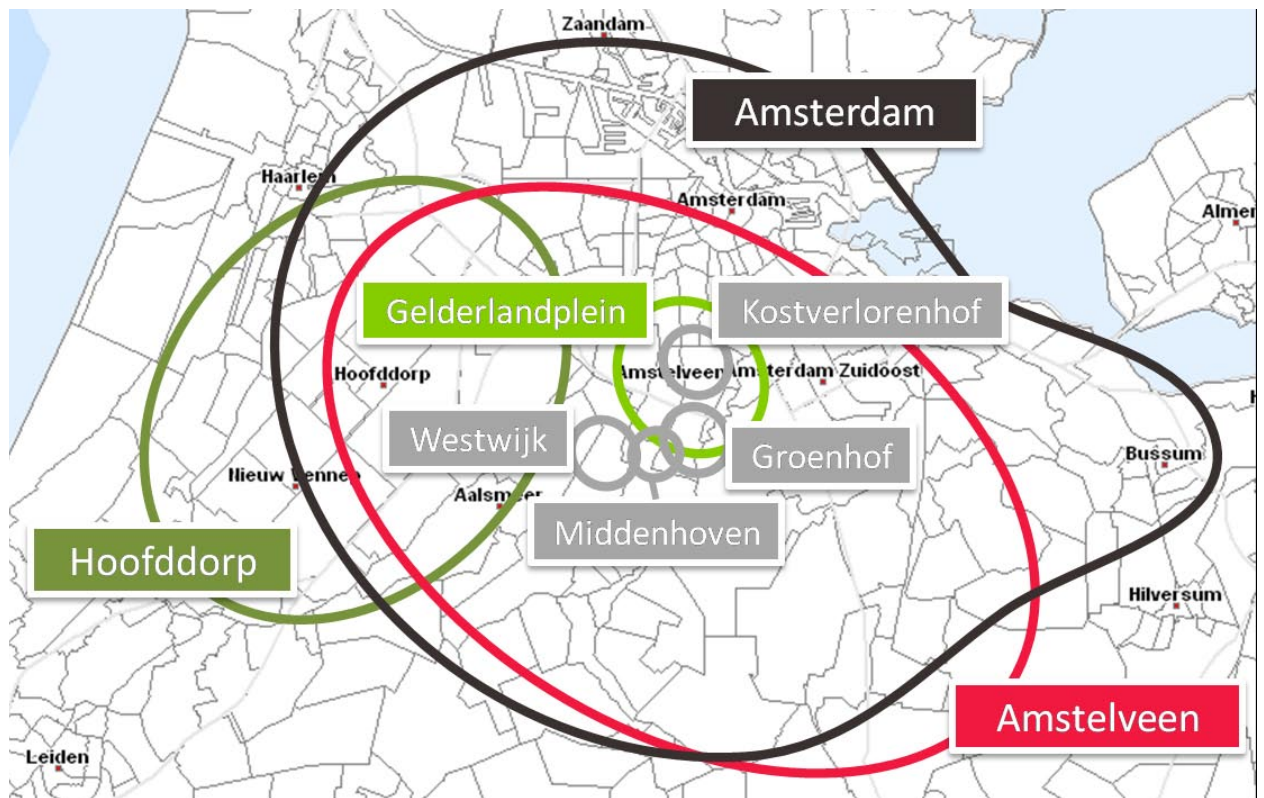 Zaandam
Amsterdam
Haarlem
Amsterdam
Almer
Gelderlandplein
Kostverlorenhof
Hoofddorp
Amstelveen
Amsterdam Zuidoost
Westwijk
Groenhof
Bussum
Nieuw Vennep
Aalsmeer
Middenhoven
Hoofddorp
Hilversum
Amstelveen
Leiden
H